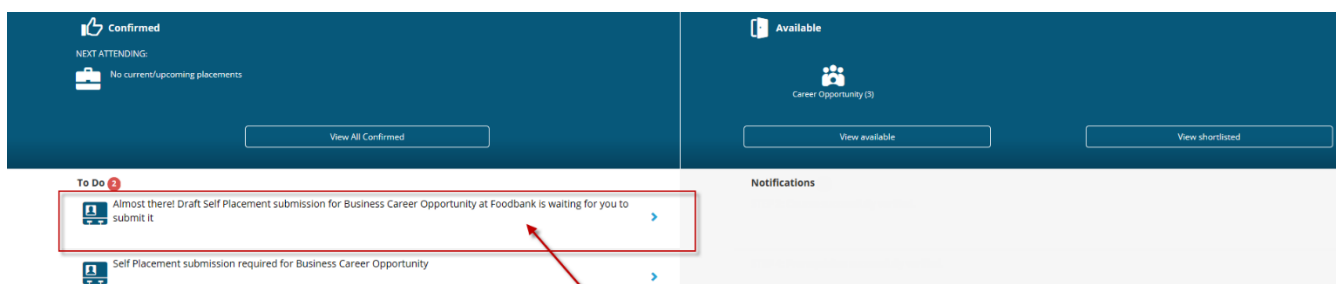 Confirmed
NEXT ATTENDING:
No current/upcoming placements
View All Confirmed
Available
Career Opportunity (3)
View available
View shortlisted
To Do 2
Almost there! Draft Self Placement submission for Business Career Opportunity at Foodbank is waiting for you to
submit it
Self Placement submission required for Business Career Opportunity
Notifications